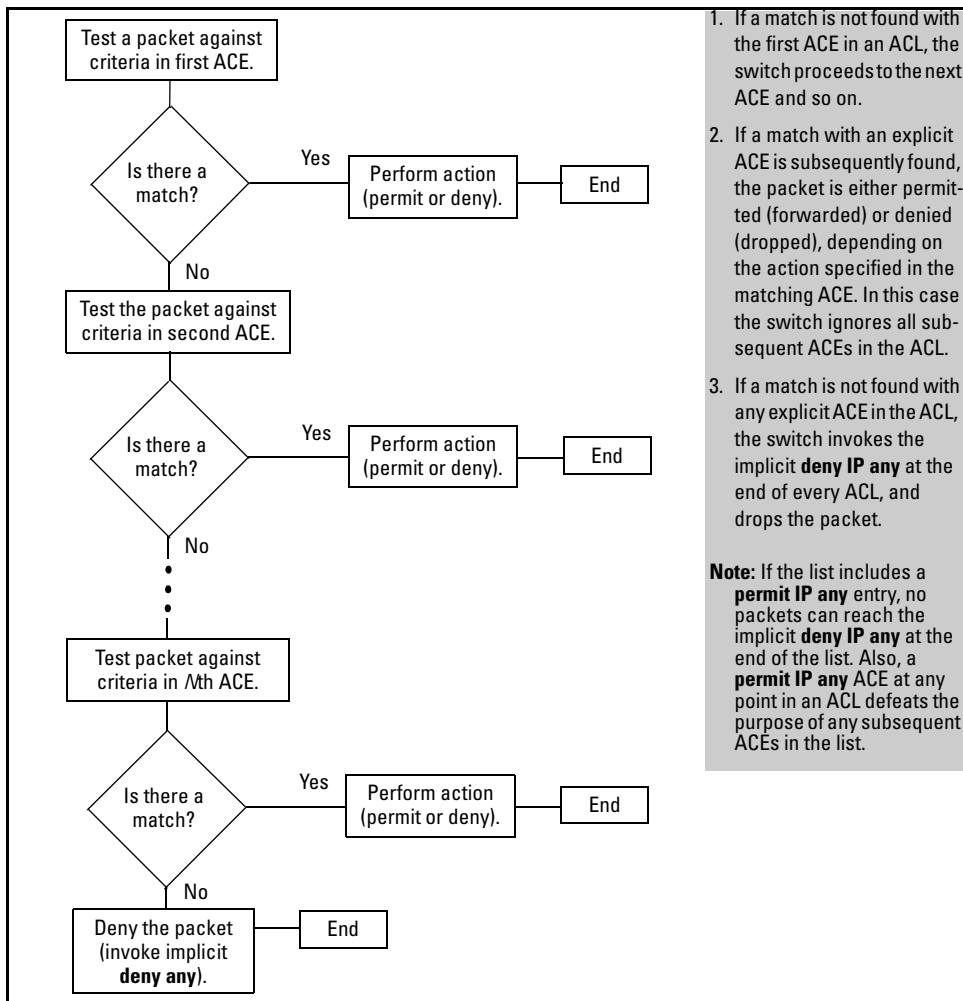 Test a packet against
criteria in first ACE.
Is there a
match?
Yes
Perform action
(permit or deny).
End
No
Test the packet against
criteria in second ACE.
Is there a
match?
Yes
Perform action
(permit or deny).
End
No
Test packet against
criteria in Nth ACE.
Is there a
match?
Yes
Perform action
(permit or deny).
End
No
Deny the packet
(invoke implicit
deny any).
End
1. If a match is not found with
the first ACE in an ACL, the
switch proceeds to the next
ACE and so on.
2. If a match with an explicit
ACE is subsequently found,
the packet is either permit-
ted (forwarded) or denied
(dropped), depending on
the action specified in the
matching ACE. In this case
the switch ignores all sub-
sequent ACEs in the ACL.
3. If a match is not found with
any explicit ACE in the ACL,
the switch invokes the
implicit deny IP any at the
end of every ACL, and
drops the packet.
Note: If the list includes a
permit IP any entry, no
packets can reach the
implicit deny IP any at the
end of the list. Also, a
permit IP any ACE at any
point in an ACL defeats the
purpose of any subsequent
ACEs in the list.